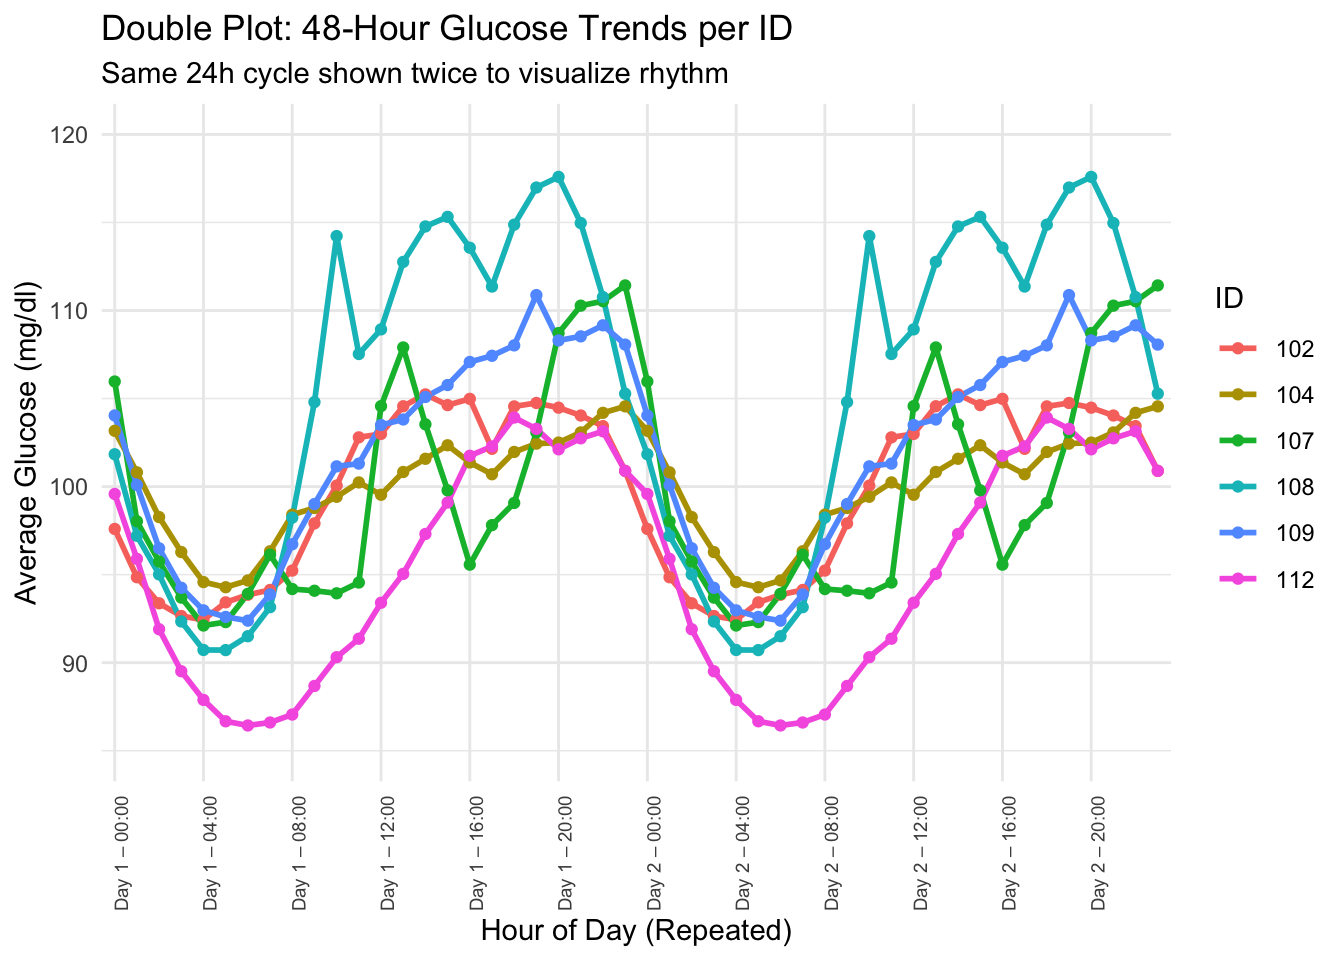 Double Plot: 48-Hour Glucose Trends per ID
Same 24h cycle shown twice to visualize rhythm
Average Glucose (mg/dl)
120
110
100
90
Day 1 – 00:00
Day 1 – 04:00
Day 1 – 08:00
Day 1 – 12:00
Day 1 – 16:00
Day 1 – 20:00
Day 2 – 00:00
Day 2 – 04:00
Day 2 – 08:00
Day 2 – 12:00
Day 2 – 16:00
Day 2 – 20:00
Hour of Day (Repeated)
ID
102
104
107
108
109
112